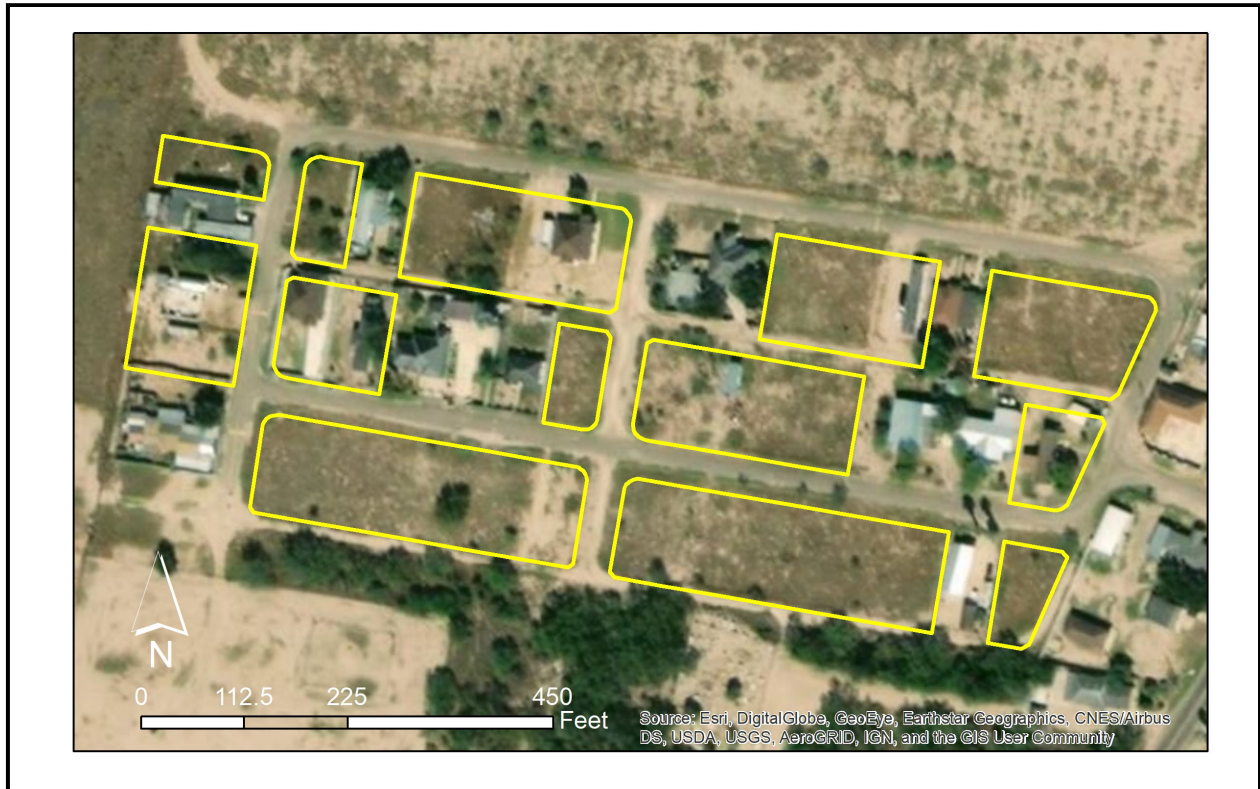 N
0 112.5 225 450
Feet
Source: Esri, DigitalGlobe, GeoEye, Earthstar Geographics, CNES/Airbus
DS, USDA, USGS, AeroGRID, IGN, and the GIS User Community